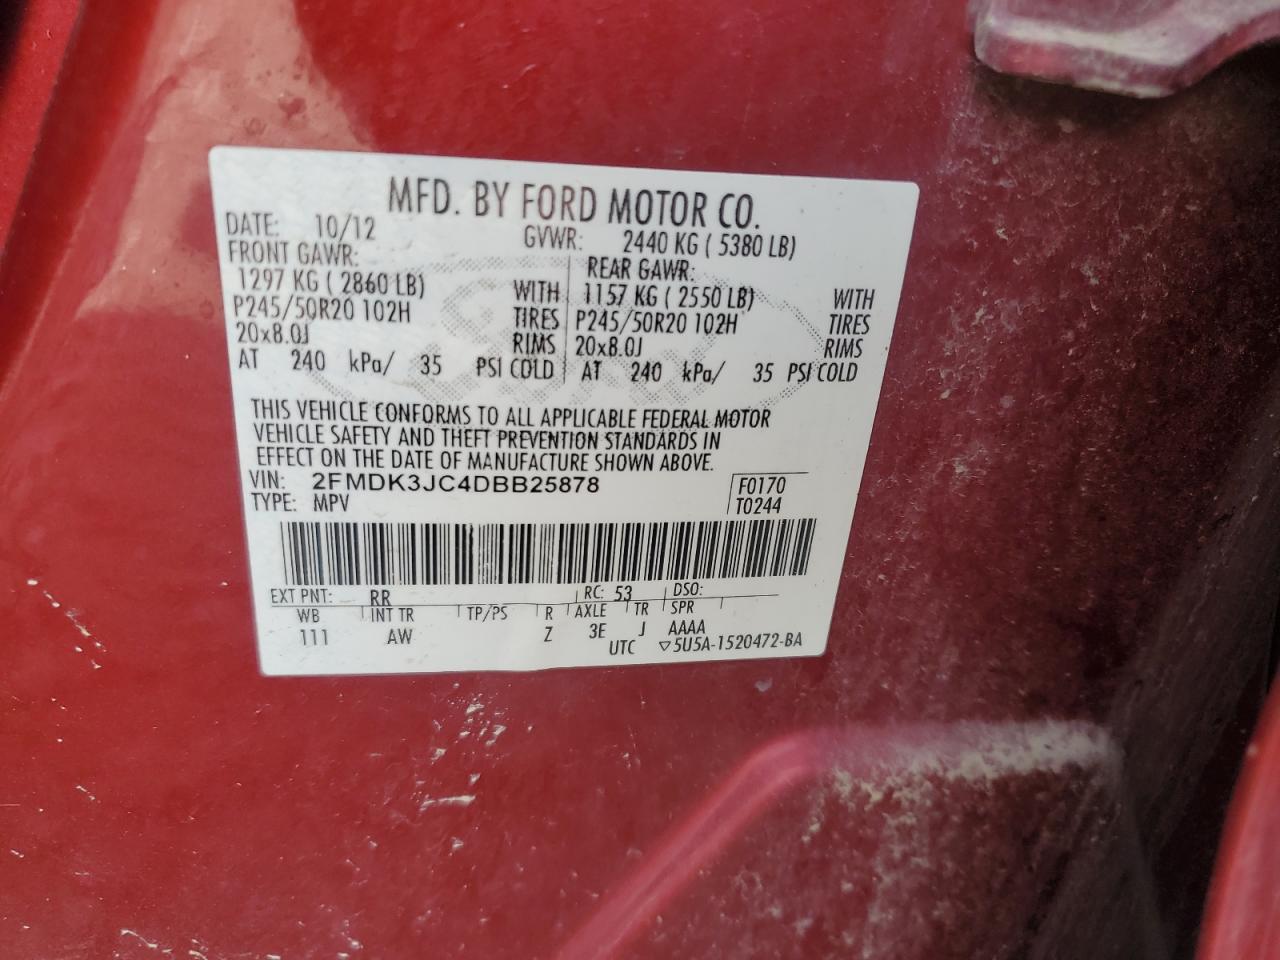 MFD. BY FORD MOTOR CO.
DATE: 10/12 GVWR: 2440 KG ( 5380 LB)
FRONT GAWR: REAR GAWR:
1297 KG ( 2860 LB) WITH 1157 KG ( 2550 LB) WITH
P245/50R20 102H TIRES P245/50R20 102H TIRES
20x8.0J RIMS 20x8.0J RIMS
AT 240 kPa/ 35 PSI COLD AT 240 kPa/ 35 PSI COLD
THIS VEHICLE CONFORMS TO ALL APPLICABLE FEDERAL MOTOR
VEHICLE SAFETY AND THEFT PREVENTION STANDARDS IN
EFFECT ON THE DATE OF MANUFACTURE SHOWN ABOVE.
VIN: 2FMDK3JC4DBB25878 F0170
TYPE: MPV T0244
EXT PNT: RR RC: 53 DSO:
WB INT TR TP/PS R AXLE TR SPR
111 AW Z 3E J AAAA
UTC ▽5U5A-1520472-BA